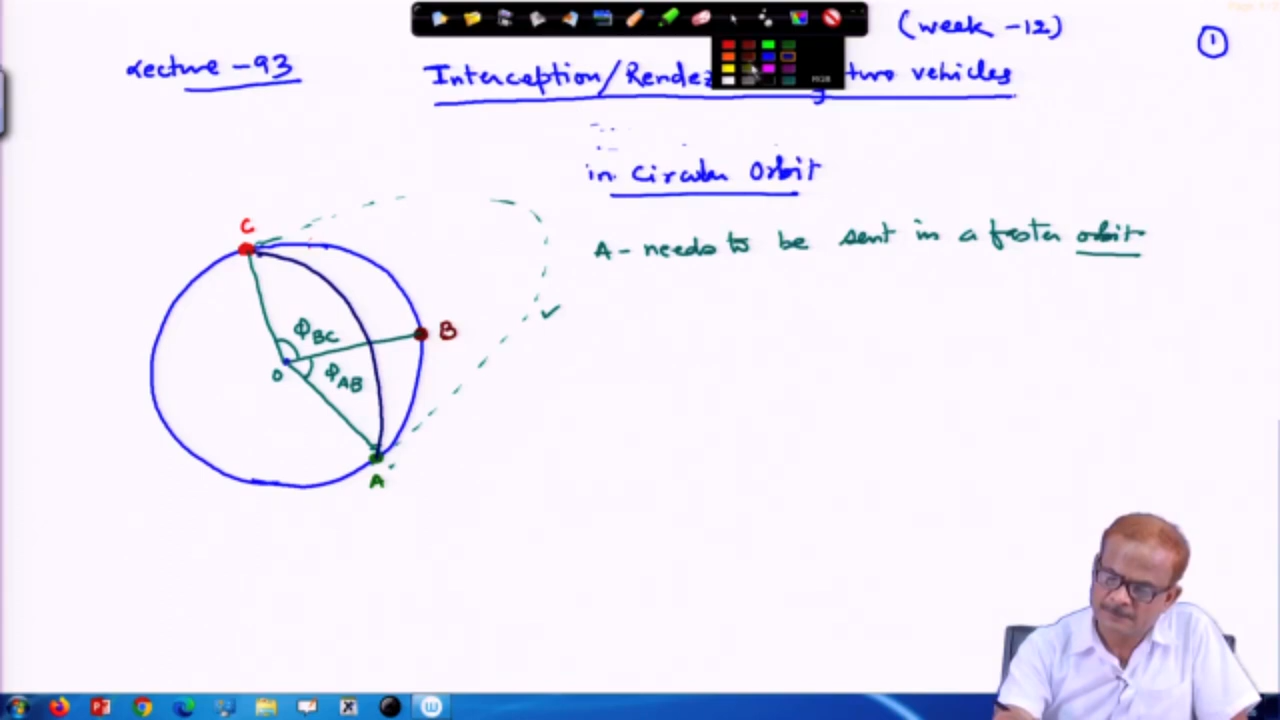 (week -12)
1
Lecture -93
Interception/Rendez two vehicles
in Circular Orbit
A - needs to be sent in a faster orbit
C
ΦBC
B
O
ΦAB
A